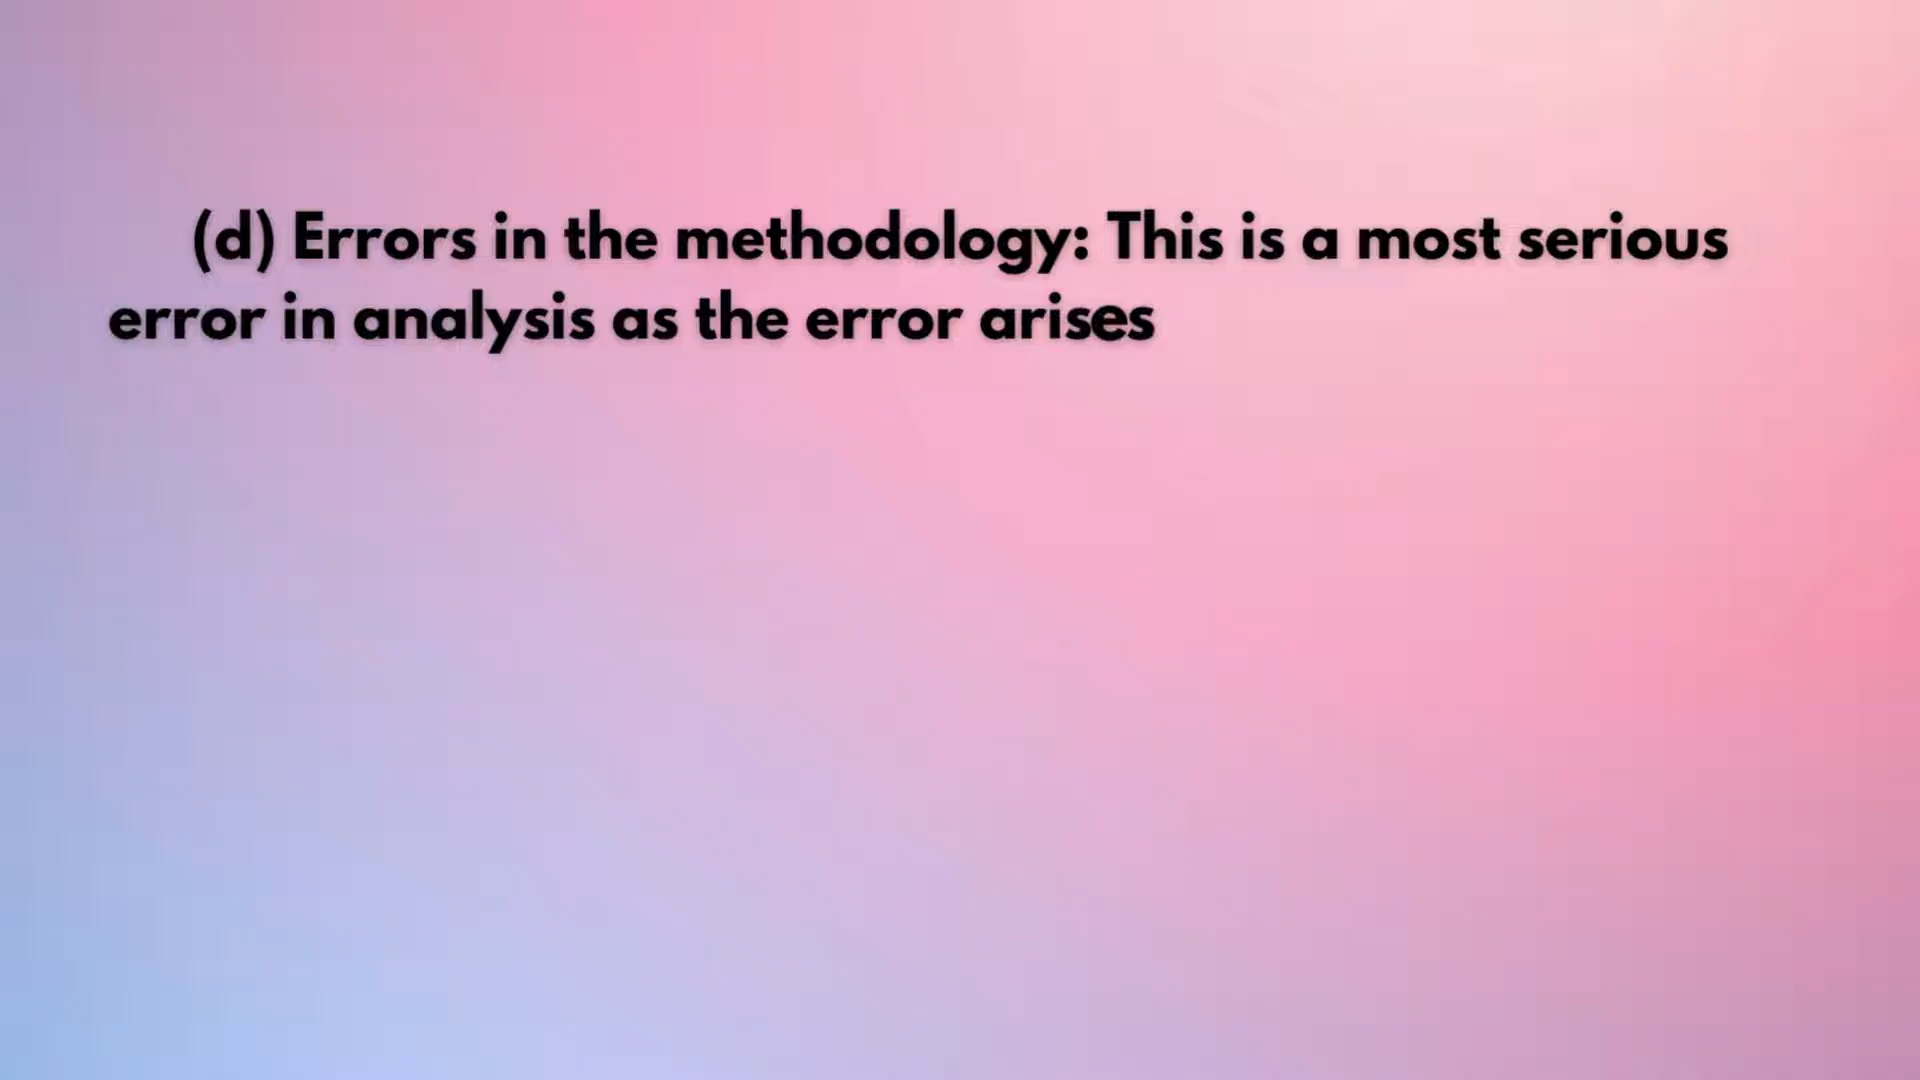 (d) Errors in the methodology: This is a most serious
error in analysis as the error arises